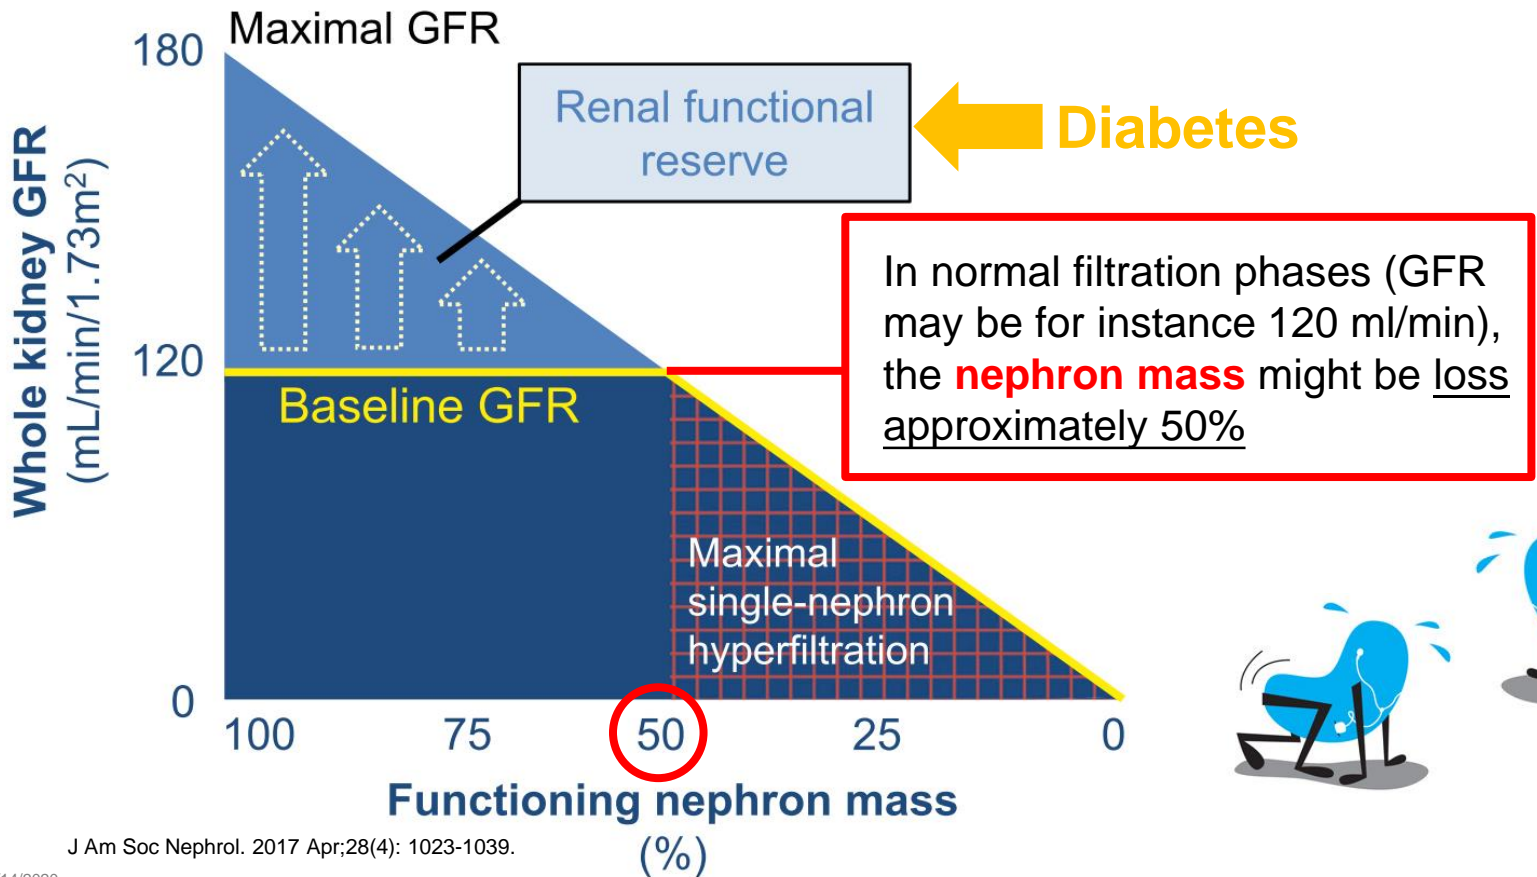 Maximal GFR
180
120
0
Whole kidney GFR
(mL/min/1.73m²)
Renal functional
reserve
Diabetes
In normal filtration phases (GFR
may be for instance 120 ml/min),
the nephron mass might be loss
approximately 50%
Baseline GFR
Maximal
single-nephron
hyperfiltration
100 75 50 25 0
Functioning nephron mass
(%)
J Am Soc Nephrol. 2017 Apr;28(4): 1023-1039.